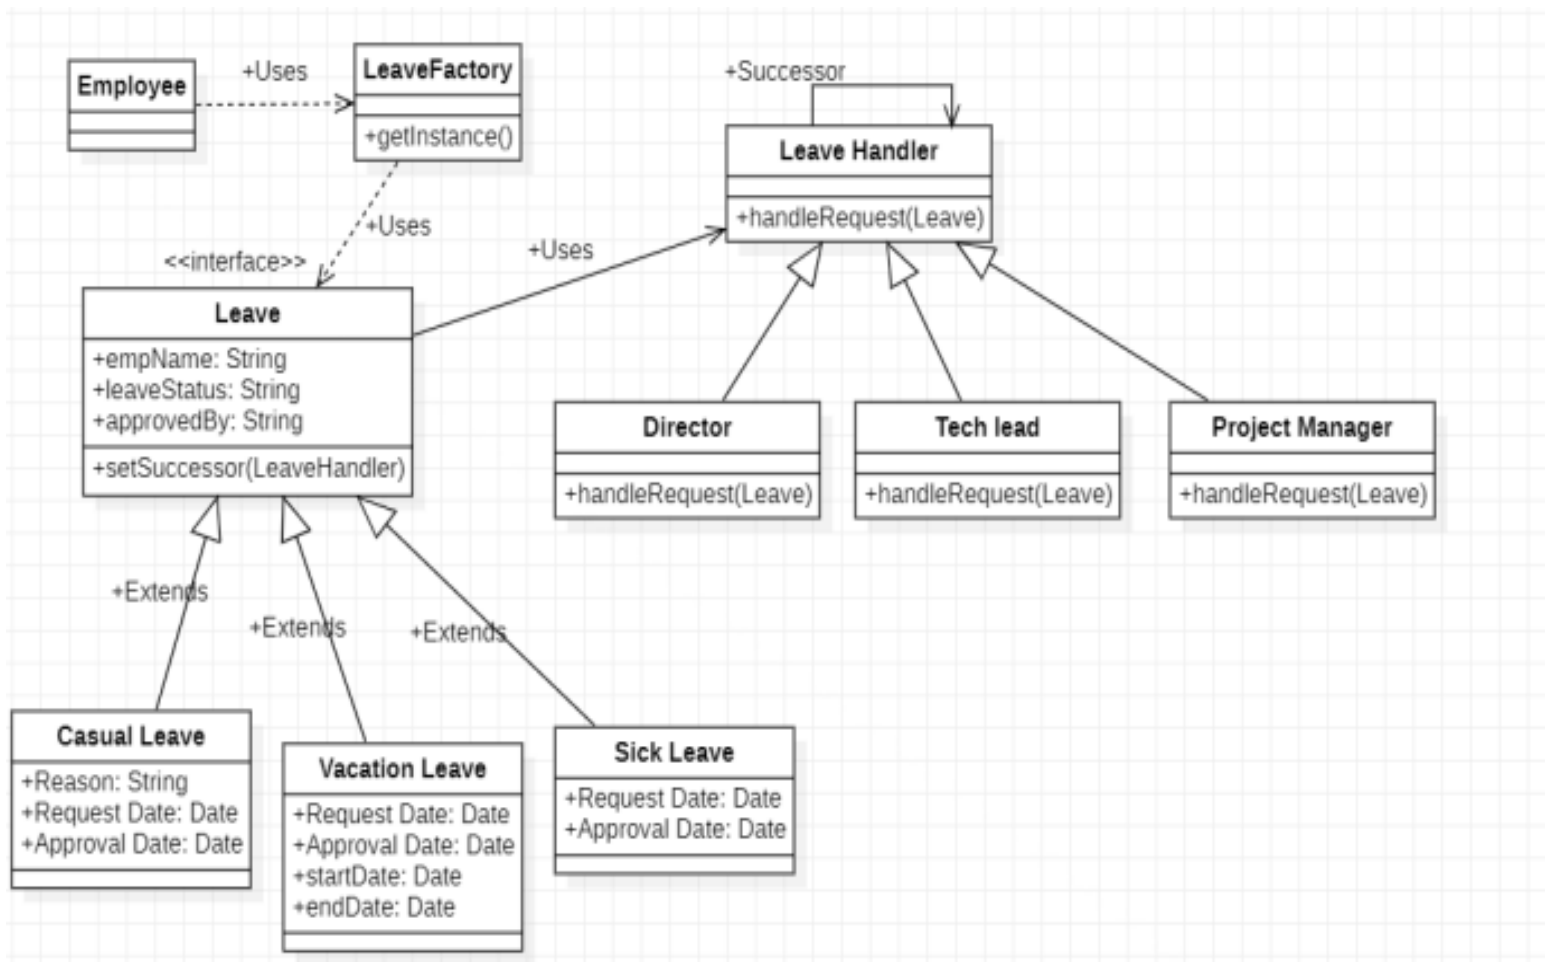 Employee
+Uses
LeaveFactory
+getInstance()
+Uses
<<interface>>
Leave
+empName: String
+leaveStatus: String
+approvedBy: String
+setSuccessor(LeaveHandler)
+Uses
+Successor
Leave Handler
+handleRequest(Leave)
Director
+handleRequest(Leave)
Tech lead
+handleRequest(Leave)
Project Manager
+handleRequest(Leave)
+Extends
+Extends
+Extends
Casual Leave
+Reason: String
+Request Date: Date
+Approval Date: Date
Vacation Leave
+Request Date: Date
+Approval Date: Date
+startDate: Date
+endDate: Date
Sick Leave
+Request Date: Date
+Approval Date: Date